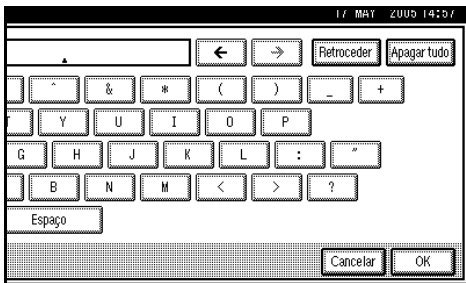 17 MAY 2005 14:57
← → Retroceder Apagar tudo
^ & * ( ) _ +
T Y U I O P
G H J K L : "
B N M < > ?
Espaço
Cancelar OK